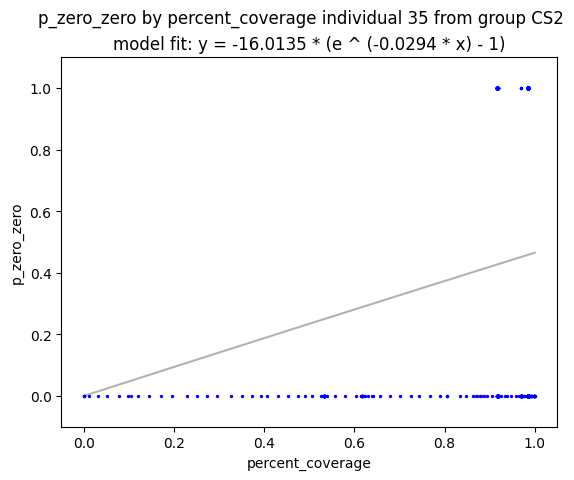 p_zero_zero by percent_coverage individual 35 from group CS2
model fit: y = -16.0135 * (e ^ (-0.0294 * x) - 1)
1.0
0.8
0.6
0.4
0.2
0.0
p_zero_zero
0.0 0.2 0.4 0.6 0.8 1.0
percent_coverage